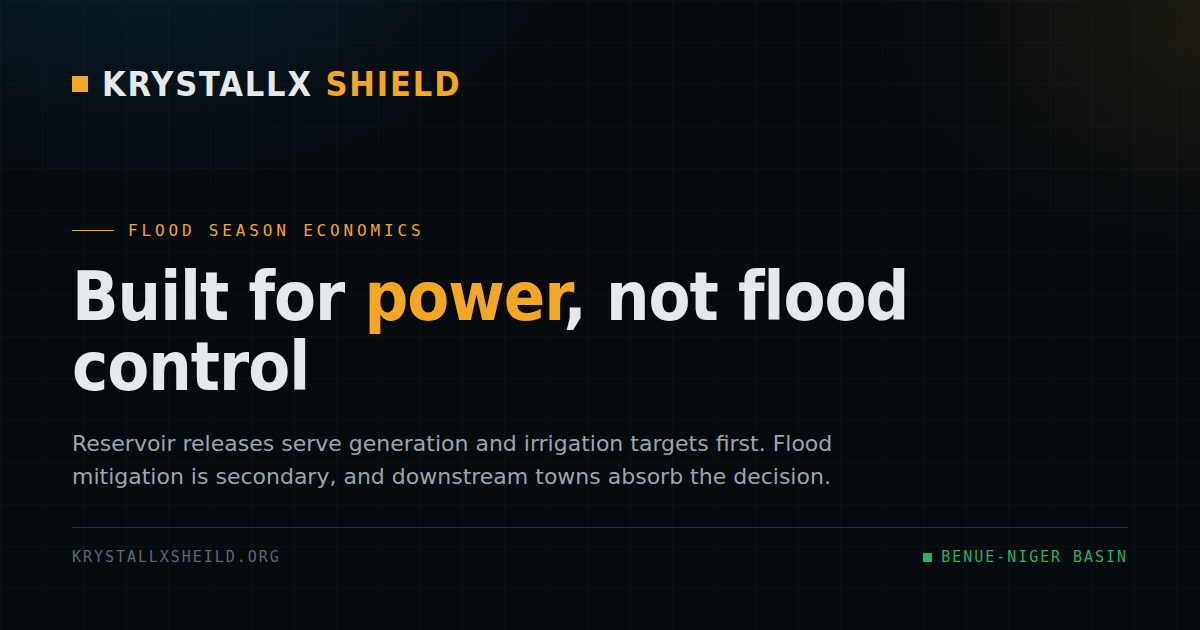 KRYSTALLX SHIELD
FLOOD SEASON ECONOMICS
Built for power, not flood
control
Reservoir releases serve generation and irrigation targets first. Flood
mitigation is secondary, and downstream towns absorb the decision.
KRYSTALLXSHEILD.ORG
BENUE-NIGER BASIN